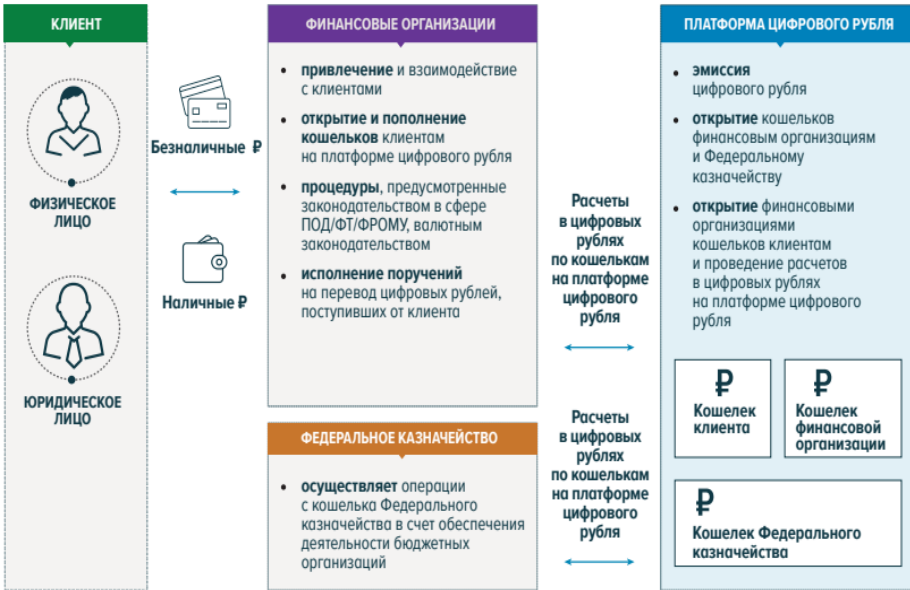 КЛИЕНТ
ФИЗИЧЕСКОЕ
ЛИЦО
ЮРИДИЧЕСКОЕ
ЛИЦО
Безналичные ₽
Наличные ₽
ФИНАНСОВЫЕ ОРГАНИЗАЦИИ
• привлечение и взаимодействие
с клиентами
• открытие и пополнение
кошельков клиентам
на платформе цифрового рубля
• процедуры, предусмотренные
законодательством в сфере
ПОД/ФТ/ФРОМУ, валютным
законодательством
• исполнение поручений
на перевод цифровых рублей,
поступивших от клиента
ФЕДЕРАЛЬНОЕ КАЗНАЧЕЙСТВО
• осуществляет операции
с кошелька Федерального
казначейства в счет обеспечения
деятельности бюджетных
организаций
Расчеты
в цифровых
рублях
по кошелькам
на платформе
цифрового
рубля
Расчеты
в цифровых
рублях
по кошелькам
на платформе
цифрового
рубля
ПЛАТФОРМА ЦИФРОВОГО РУБЛЯ
• эмиссия
цифрового рубля
• открытие кошельков
финансовым организациям
и Федеральному
казначейству
• открытие финансовыми
организациями
кошельков клиентам
и проведение расчетов
в цифровых рублях
на платформе цифрового
рубля
₽
Кошелек
клиента
₽
Кошелек
финансовой
организации
₽
Кошелек Федерального
казначейства